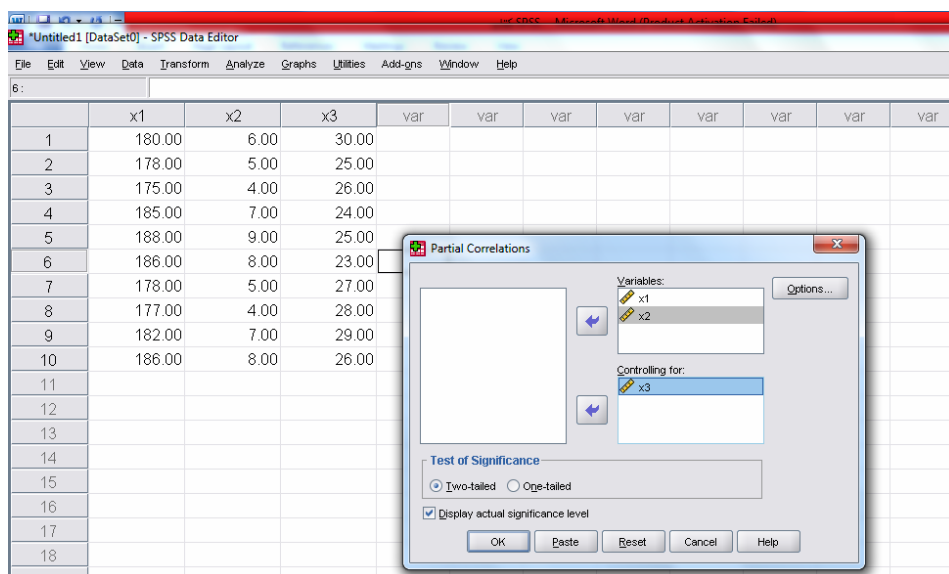 SPSS - Microsoft Word (Product Activation Failed)
*Untitled1 [DataSet0] - SPSS Data Editor
File Edit View Data Transform Analyze Graphs Utilities Add-ons Window Help
6 :
x1 x2 x3 var var var var var var var var
1 180.00 6.00 30.00
2 178.00 5.00 25.00
3 175.00 4.00 26.00
4 185.00 7.00 24.00
5 188.00 9.00 25.00
6 186.00 8.00 23.00
7 178.00 5.00 27.00
8 177.00 4.00 28.00
9 182.00 7.00 29.00
10 186.00 8.00 26.00
11
12
13
14
15
16
17
18
Partial Correlations
Variables:
x1
x2
Options...
Controlling for:
x3
Test of Significance
Two-tailed One-tailed
Display actual significance level
OK Paste Reset Cancel Help